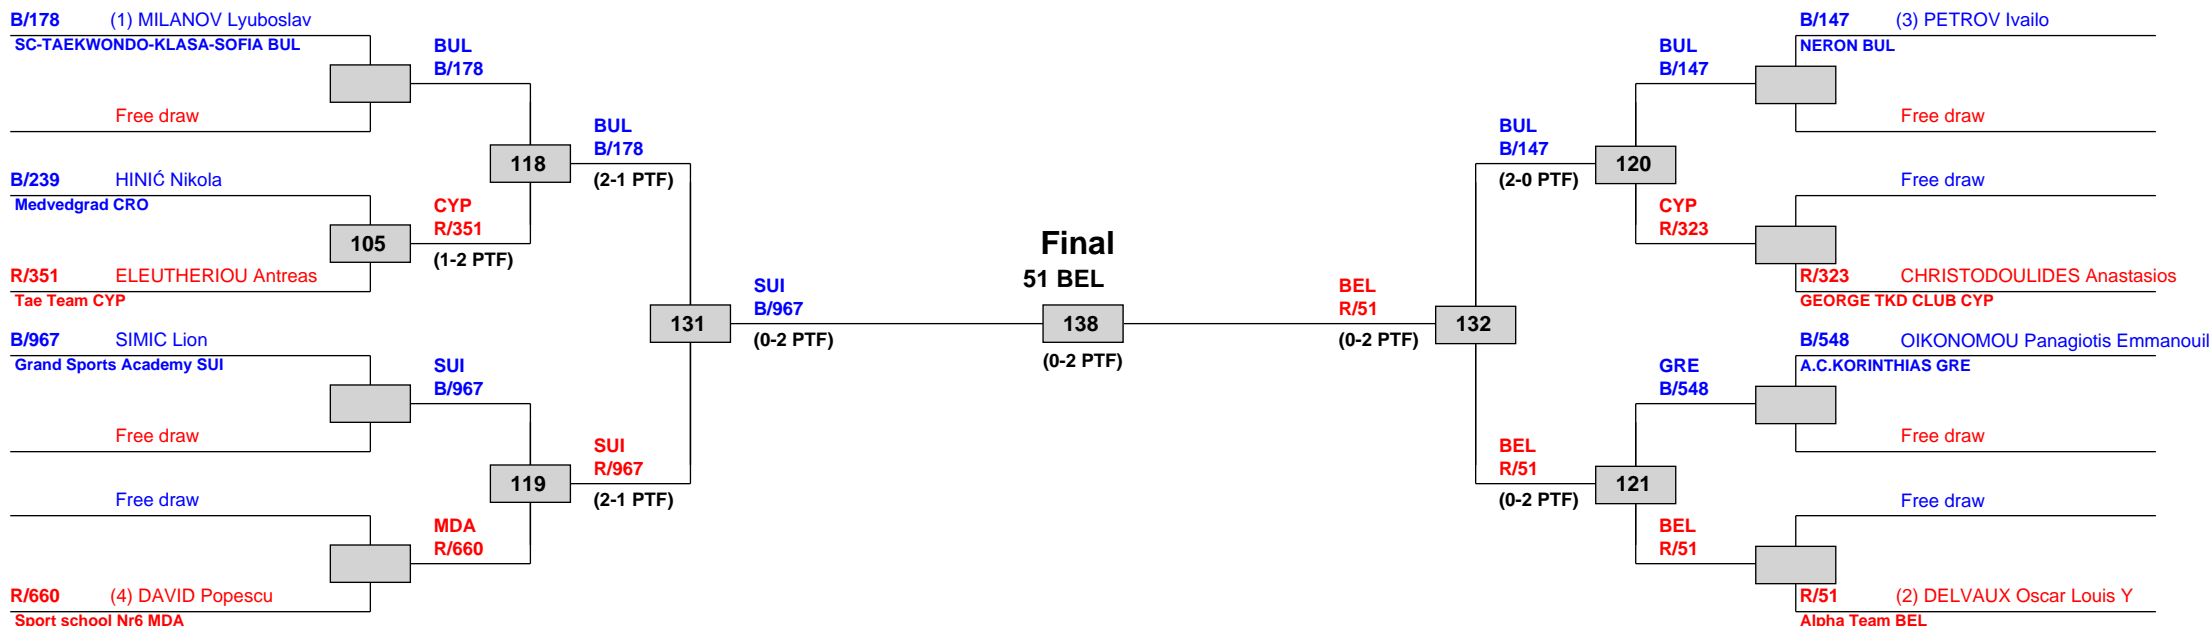 B/178 (1) MILANOV Lyuboslav
SC-TAEKWONDO-KLASA-SOFIA BUL
Free draw
B/239 HINIĆ Nikola
Medvedgrad CRO
R/351 ELEUTHERIOU Antreas
Tae Team CYP
B/967 SIMIC Lion
Grand Sports Academy SUI
Free draw
Free draw
R/660 (4) DAVID Popescu
Sport school Nr6 MDA
105
BUL
B/178
CYP
R/351
(1-2 PTF)
SUI
B/967
MDA
R/660
118
119
BUL
B/178
(2-1 PTF)
SUI
R/967
(2-1 PTF)
131
SUI
B/967
(0-2 PTF)
Final
51 BEL
138
(0-2 PTF)
BEL
R/51
(0-2 PTF)
132
BUL
B/147
(2-0 PTF)
BEL
R/51
(0-2 PTF)
120
121
BUL
B/147
CYP
R/323
GRE
B/548
BEL
R/51
B/147 (3) PETROV Ivailo
NERON BUL
Free draw
Free draw
R/323 CHRISTODOULIDES Anastasios
GEORGE TKD CLUB CYP
B/548 OIKONOMOU Panagiotis Emmanouil
A.C.KORINTHIAS GRE
Free draw
Free draw
R/51 (2) DELVAUX Oscar Louis Y
Alpha Team BEL